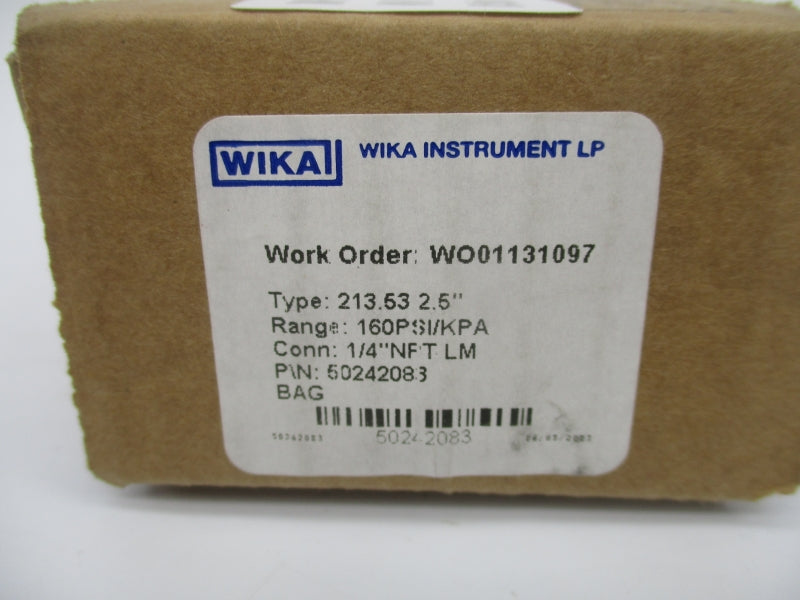 WIKA WIKA INSTRUMENT LP
Work Order: WO01131097
Type: 213.53 2.5"
Range: 160PSI/KPA
Conn: 1/4"NPT LM
P\N: 50242083
BAG
50242083 50242083